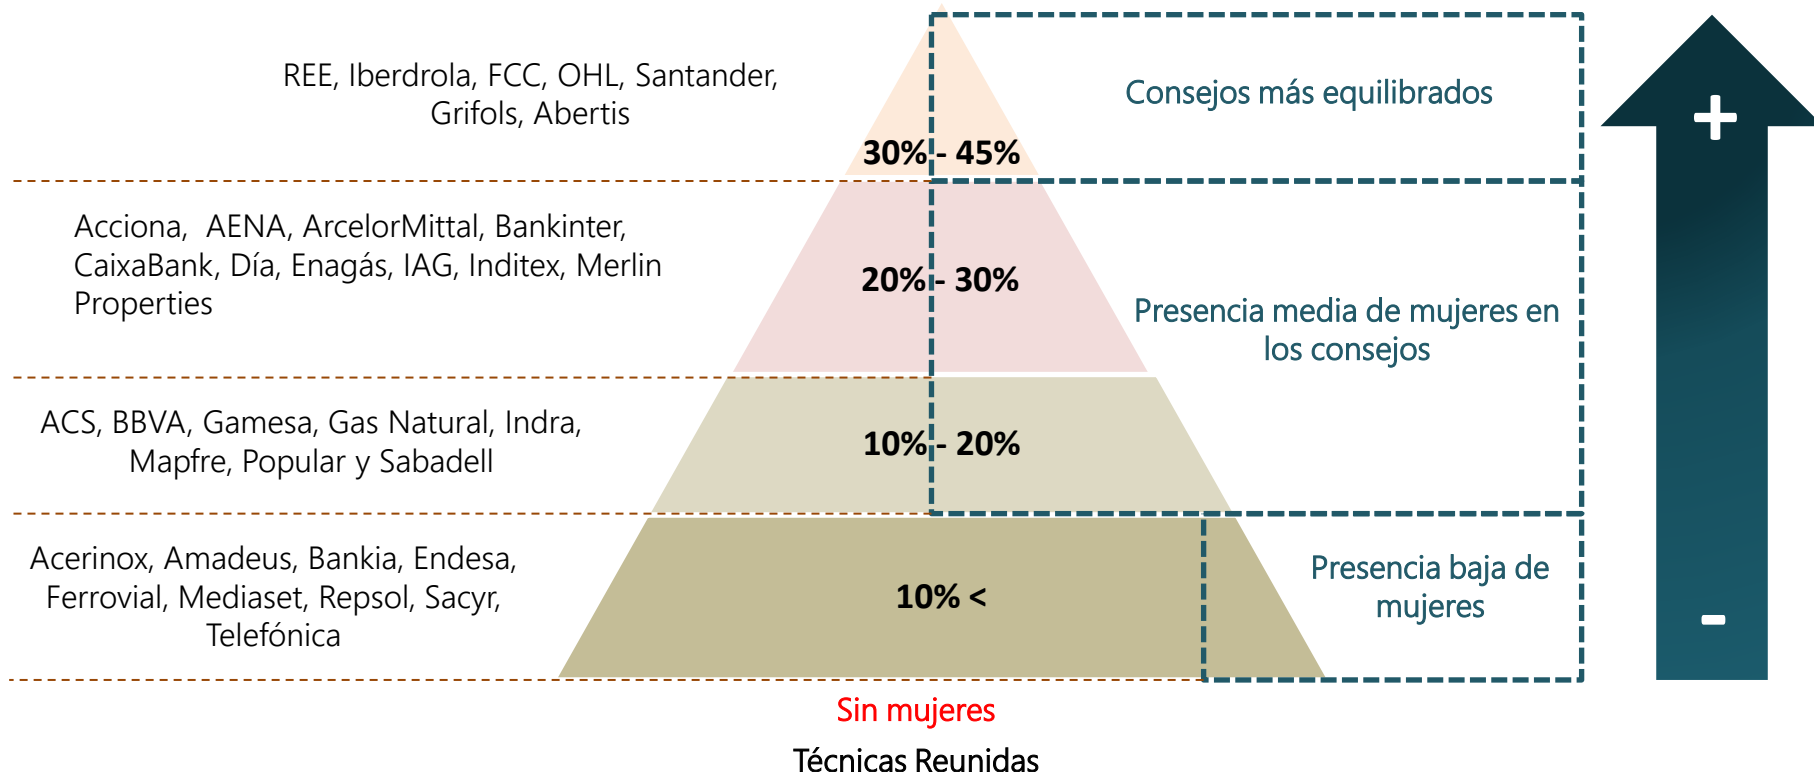 REE, Iberdrola, FCC, OHL, Santander,
Grifols, Abertis
30% - 45%
Consejos más equilibrados
+
Acciona,  AENA, ArcelorMittal, Bankinter,
CaixaBank, Día, Enagás, IAG, Inditex, Merlin
Properties
20% - 30%
Presencia media de mujeres en
los consejos
ACS, BBVA, Gamesa, Gas Natural, Indra,
Mapfre, Popular y Sabadell
10% - 20%
Acerinox, Amadeus, Bankia, Endesa,
Ferrovial, Mediaset, Repsol, Sacyr,
Telefónica
10% <
Presencia baja de
mujeres
-
Sin mujeres
Técnicas Reunidas